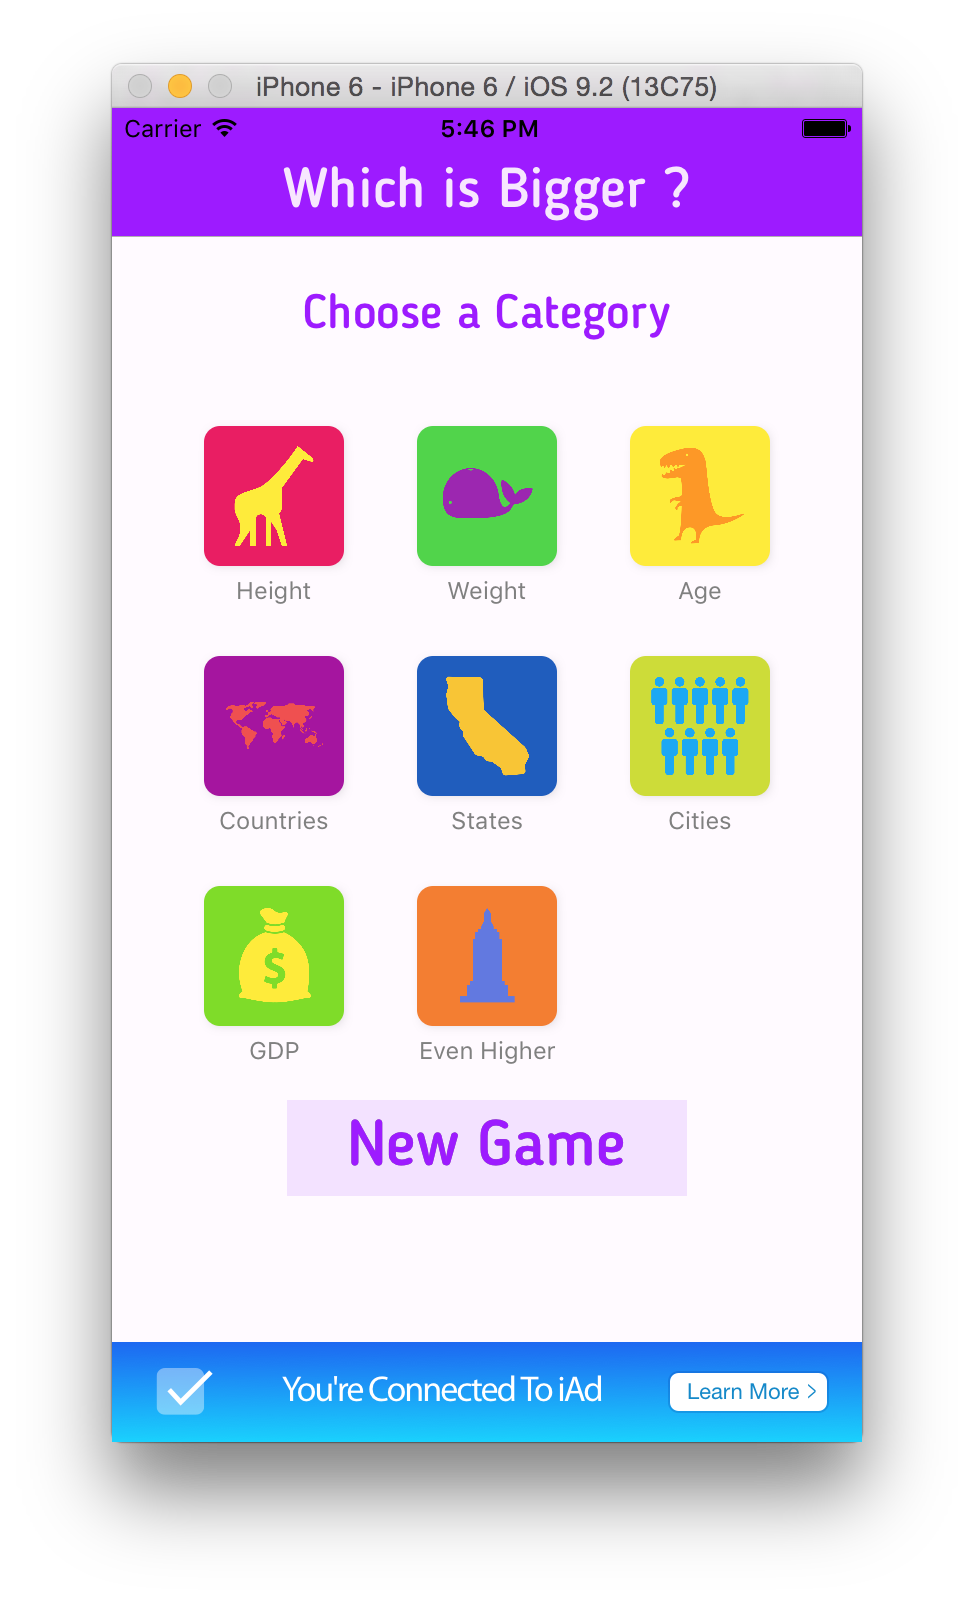 iPhone 6 - iPhone 6 / iOS 9.2 (13C75)
Carrier 5:46 PM
Which is Bigger ?
Choose a Category
Height Weight Age
Countries States Cities
$
GDP Even Higher
New Game
You're Connected To iAd Learn More >